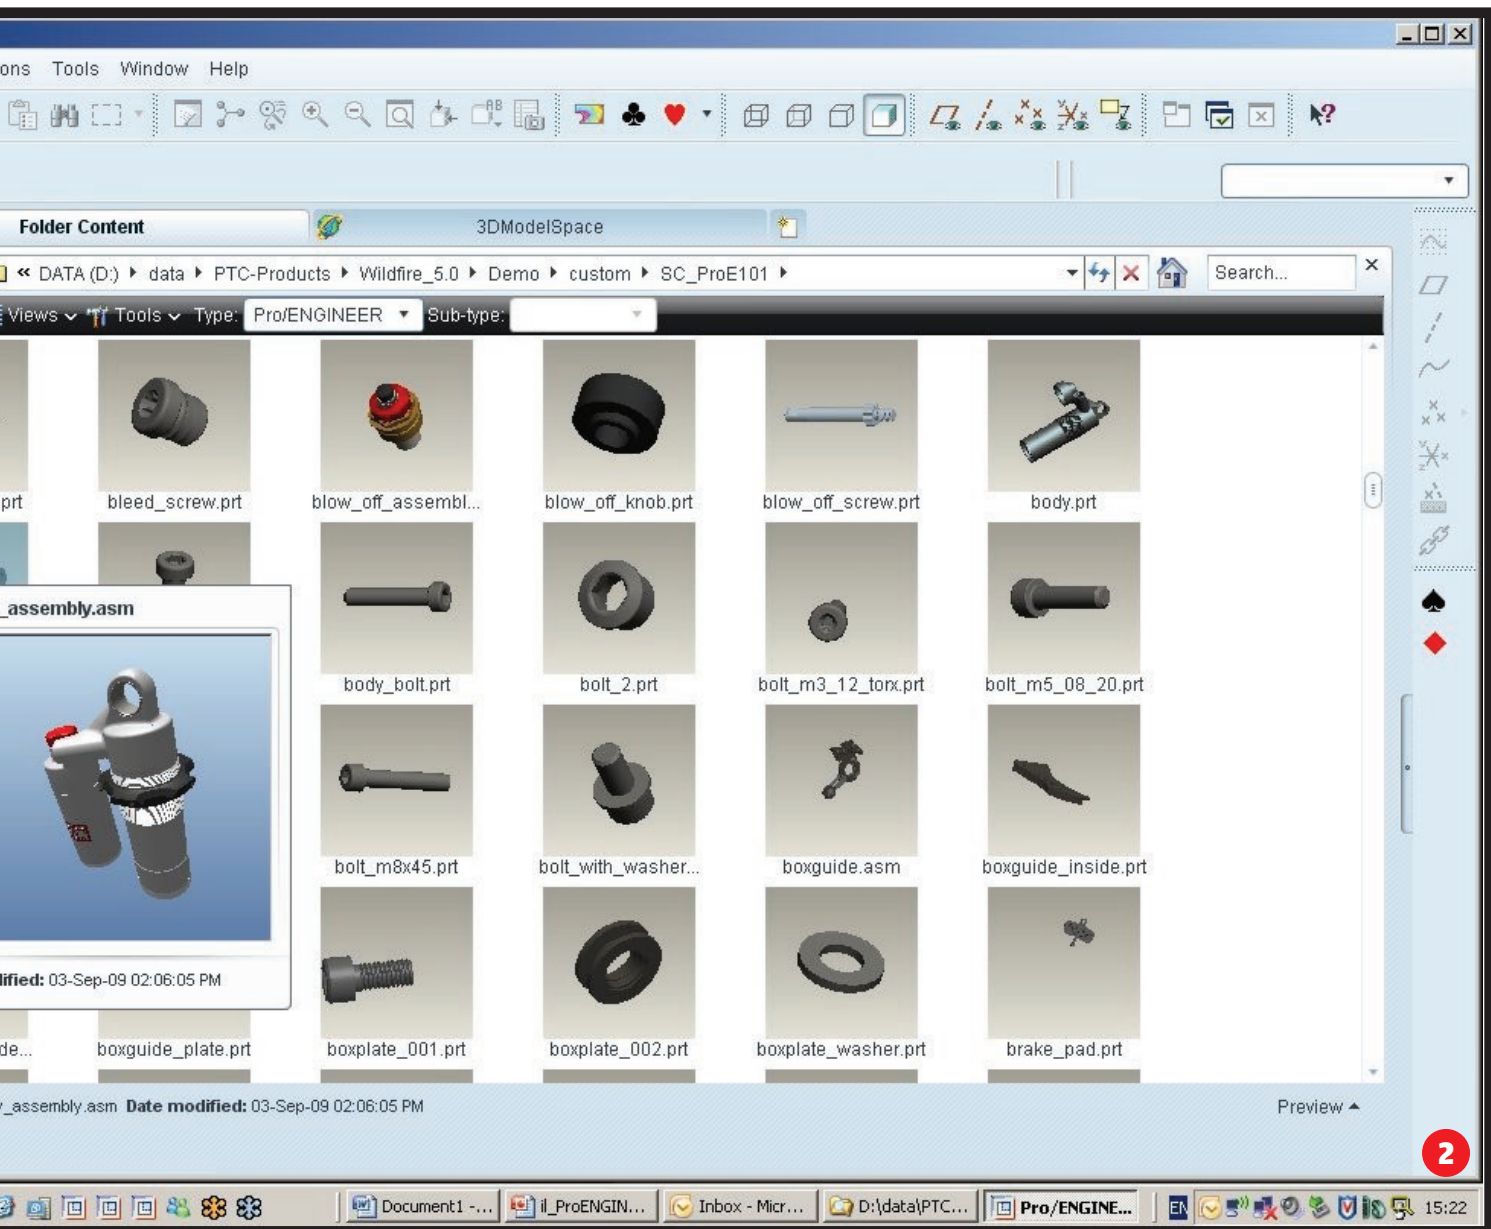 ons Tools Window Help
Folder Content 3DModelSpace
« DATA (D:) data PTC-Products Wildfire_5.0 Demo custom SC_ProE101 Search...
Views Tools Type: Pro/ENGINEER Sub-type:
prt bleed_screw.prt blow_off_assembl... blow_off_knob.prt blow_off_screw.prt body.prt
_assembly.asm
body_bolt.prt bolt_2.prt bolt_m3_12_torx.prt bolt_m5_08_20.prt
bolt_m8x45.prt bolt_with_washer... boxguide.asm boxguide_inside.prt
ified: 03-Sep-09 02:06:05 PM
de... boxguide_plate.prt boxplate_001.prt boxplate_002.prt boxplate_washer.prt brake_pad.prt
_assembly.asm Date modified: 03-Sep-09 02:06:05 PM Preview
2
Document1 -... il_ProENGIN... Inbox - Micr... D:\data\PTC... Pro/ENGINE... EN 15:22